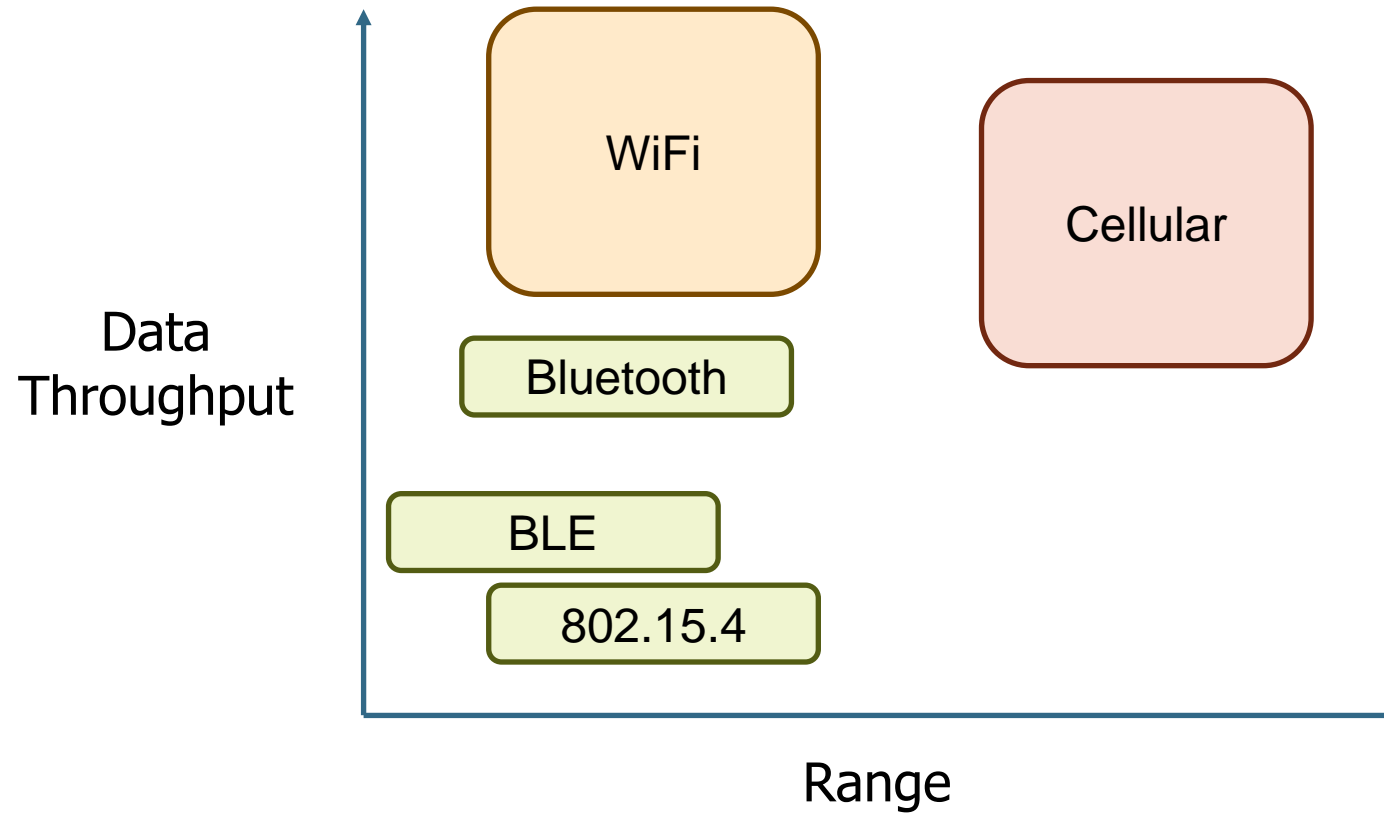 WiFi
Cellular
Data
Throughput
Bluetooth
BLE
802.15.4
Range